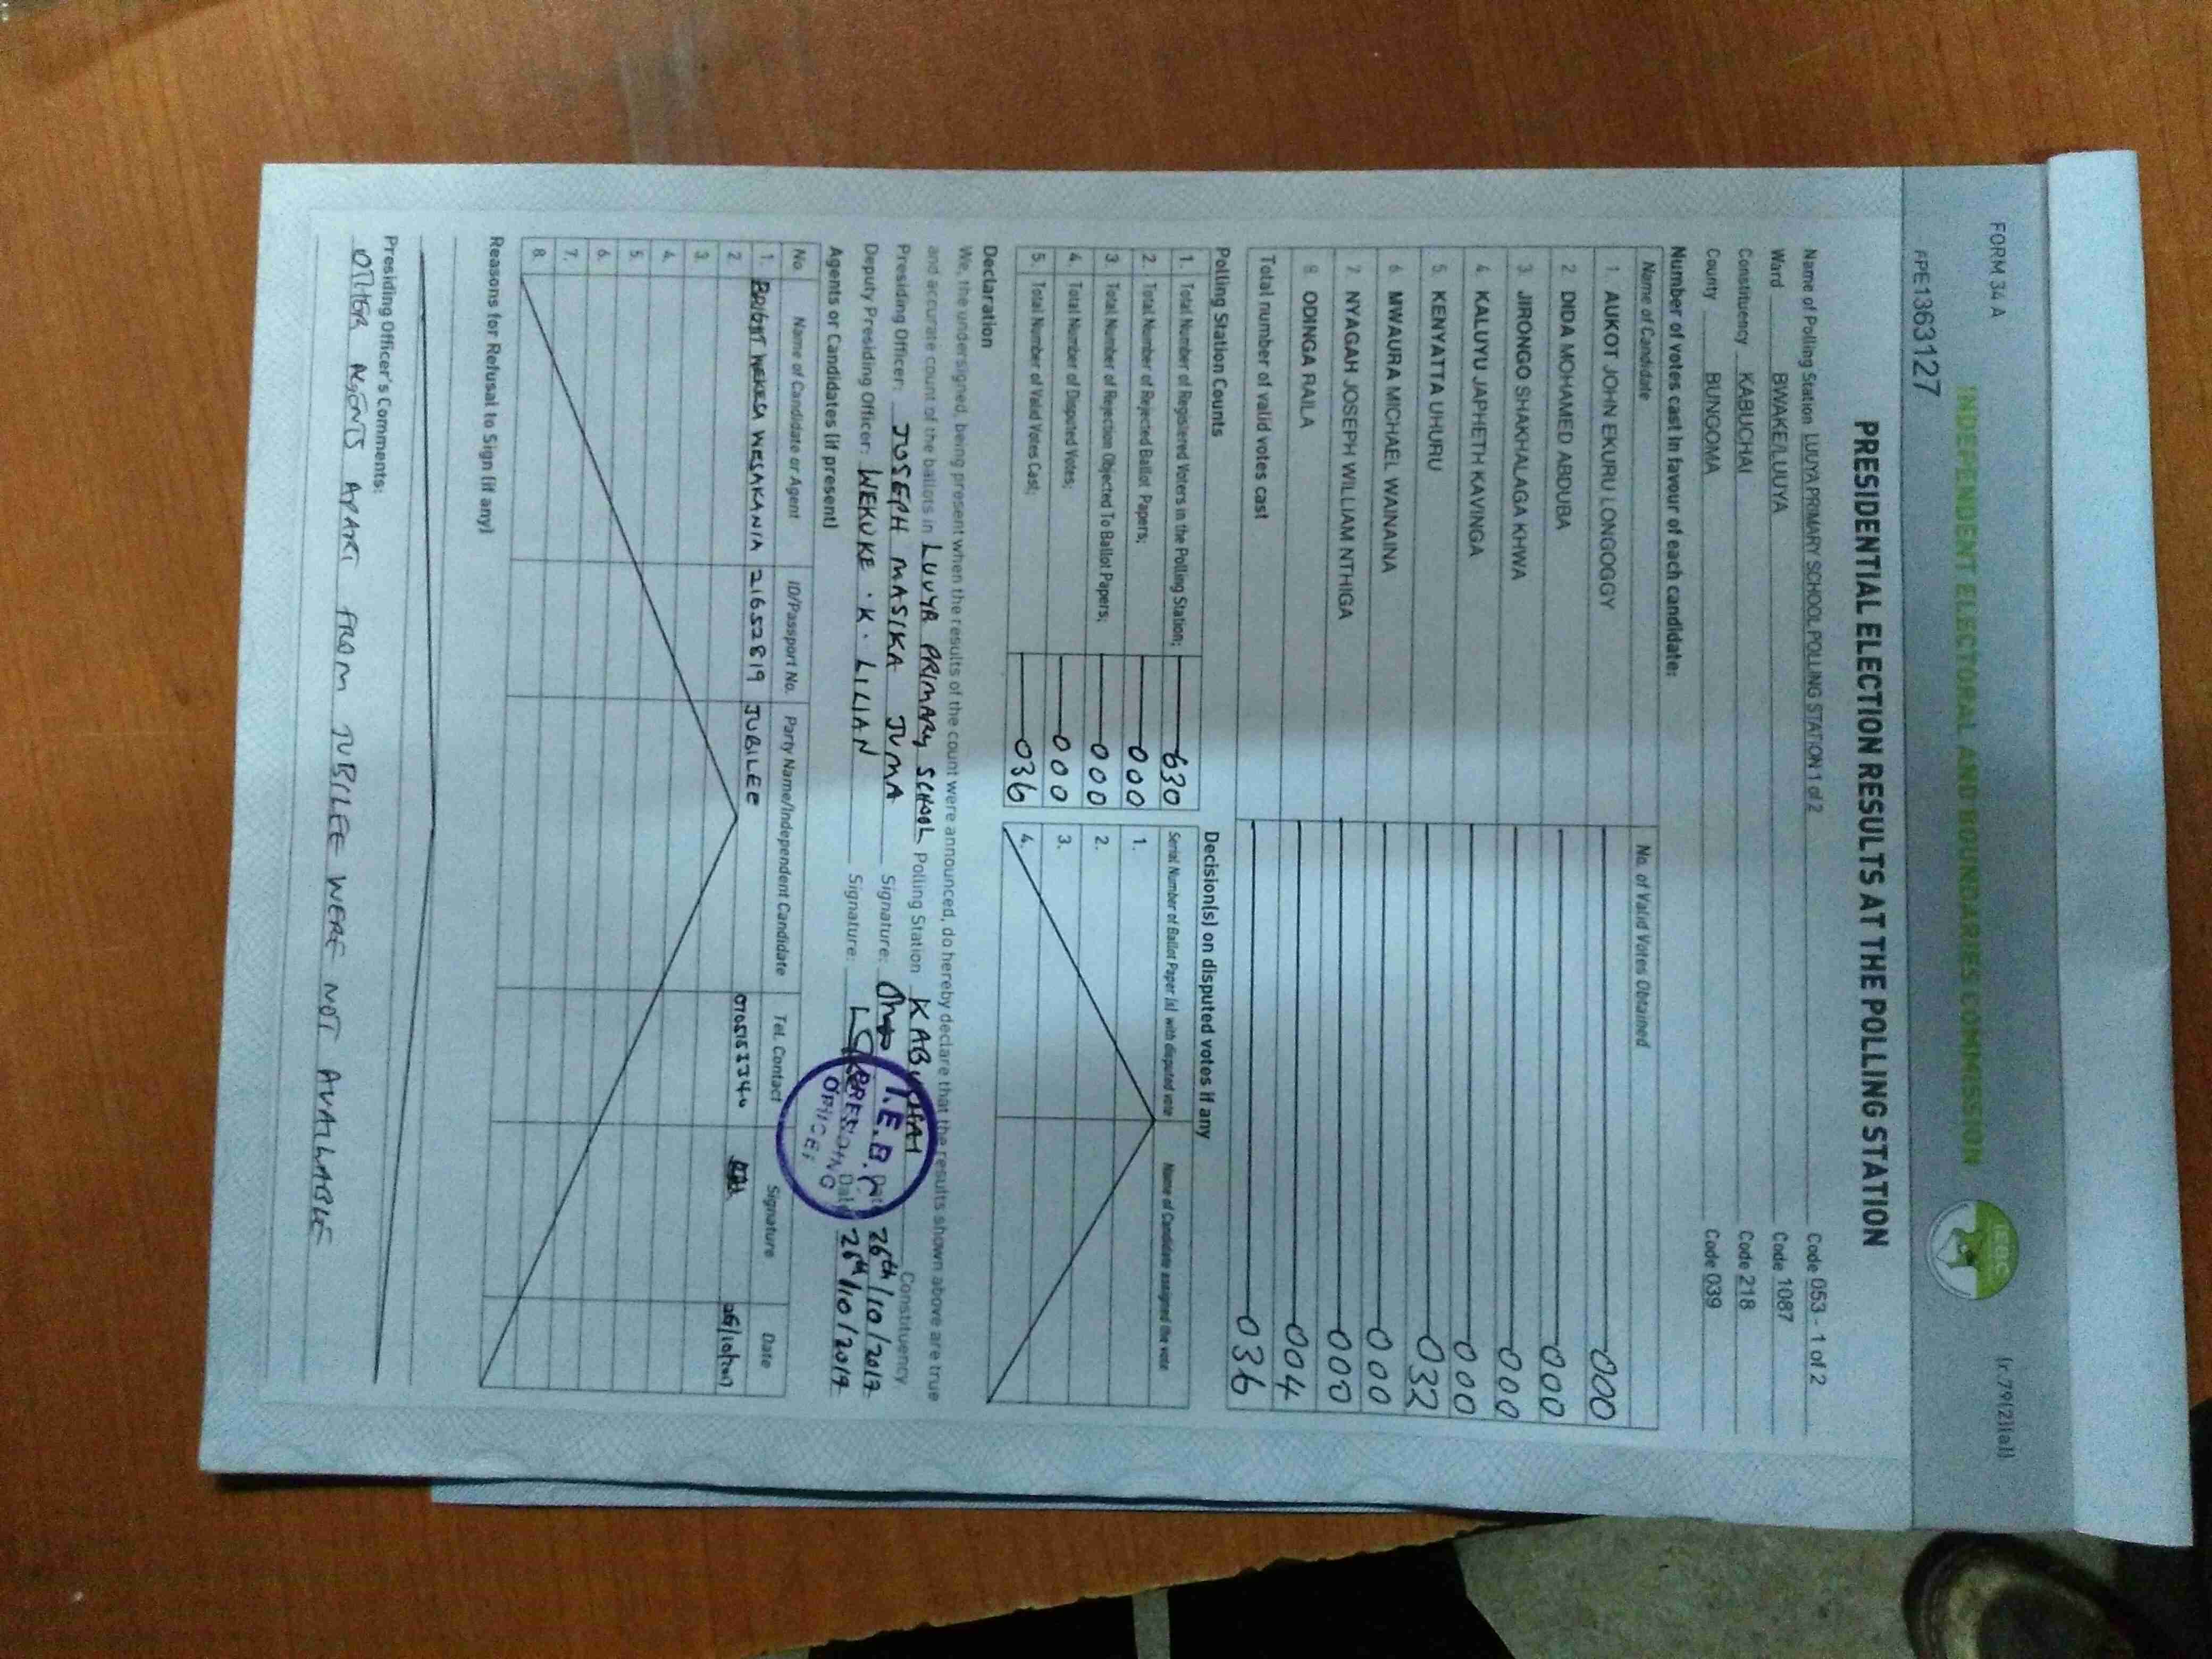 FORM 34 A
(r.79(2)(a))
INDEPENDENT ELECTORAL AND BOUNDARIES COMMISSION
IEBC
PPE1363127
PRESIDENTIAL ELECTION RESULTS AT THE POLLING STATION
Name of Polling Station LUUYA PRIMARY SCHOOL POLLING STATION 1 of 2 Code 053 - 1 of 2
Ward BWAKE/LUUYA Code 1087
Constituency KABUCHAI Code 218
County BUNGOMA Code 039
Number of votes cast in favour of each candidate:
Name of Candidate No. of Valid Votes Obtained
1. AUKOT JOHN EKURU LONGOGGY 000
2 DIDA MOHAMED ABDUBA 000
3. JIRONGO SHAKHALAGA KHWA 000
4. KALUYU JAPHETH KAVINGA 000
5. KENYATTA UHURU 032
6 MWAURA MICHAEL WAINAINA 000
7. NYAGAH JOSEPH WILLIAM NTHIGA 000
8. ODINGA RAILA 004
Total number of valid votes cast 036
Polling Station Counts
1. Total Number of Registered Voters in the Polling Station; 630
2. Total Number of Rejected Ballot Papers; 000
3. Total Number of Rejection Objected To Ballot Papers; 000
4. Total Number of Disputed Votes; 000
5. Total Number of Valid Votes Cast; 036
Decision(s) on disputed votes if any
Serial Number of Ballot Paper (s) with disputed vote Name of Candidate assigned the vote
1.
2.
3.
4.
Declaration
We, the undersigned, being present when the results of the count were announced, do hereby declare that the results shown above are true
and accurate count of the ballots in LUUYA PRIMARY SCHOOL Polling Station KABUCHAI Constituency.
Presiding Officer: JOSEPH MASIKA JUMA Signature: Date 26th/10/2017
Deputy Presiding Officer: WEKUKE . K . LILIAN Signature: Date 26th/10/2017
I.E.B.C
PRESIDING
OFFICER
Agents or Candidates (if present)
No. Name of Candidate or Agent ID/Passport No. Party Name/Independent Candidate Tel. Contact Signature Date
1. WEKESA WESAKANIA 21652819 JUBILEE 26/10/2017
2.
3.
4.
5.
6.
7.
8.
Reasons for Refusal to Sign (if any)
Presiding Officer's Comments:
OTHER AGENTS APART FROM JUBILEE WERE NOT AVAILABLE